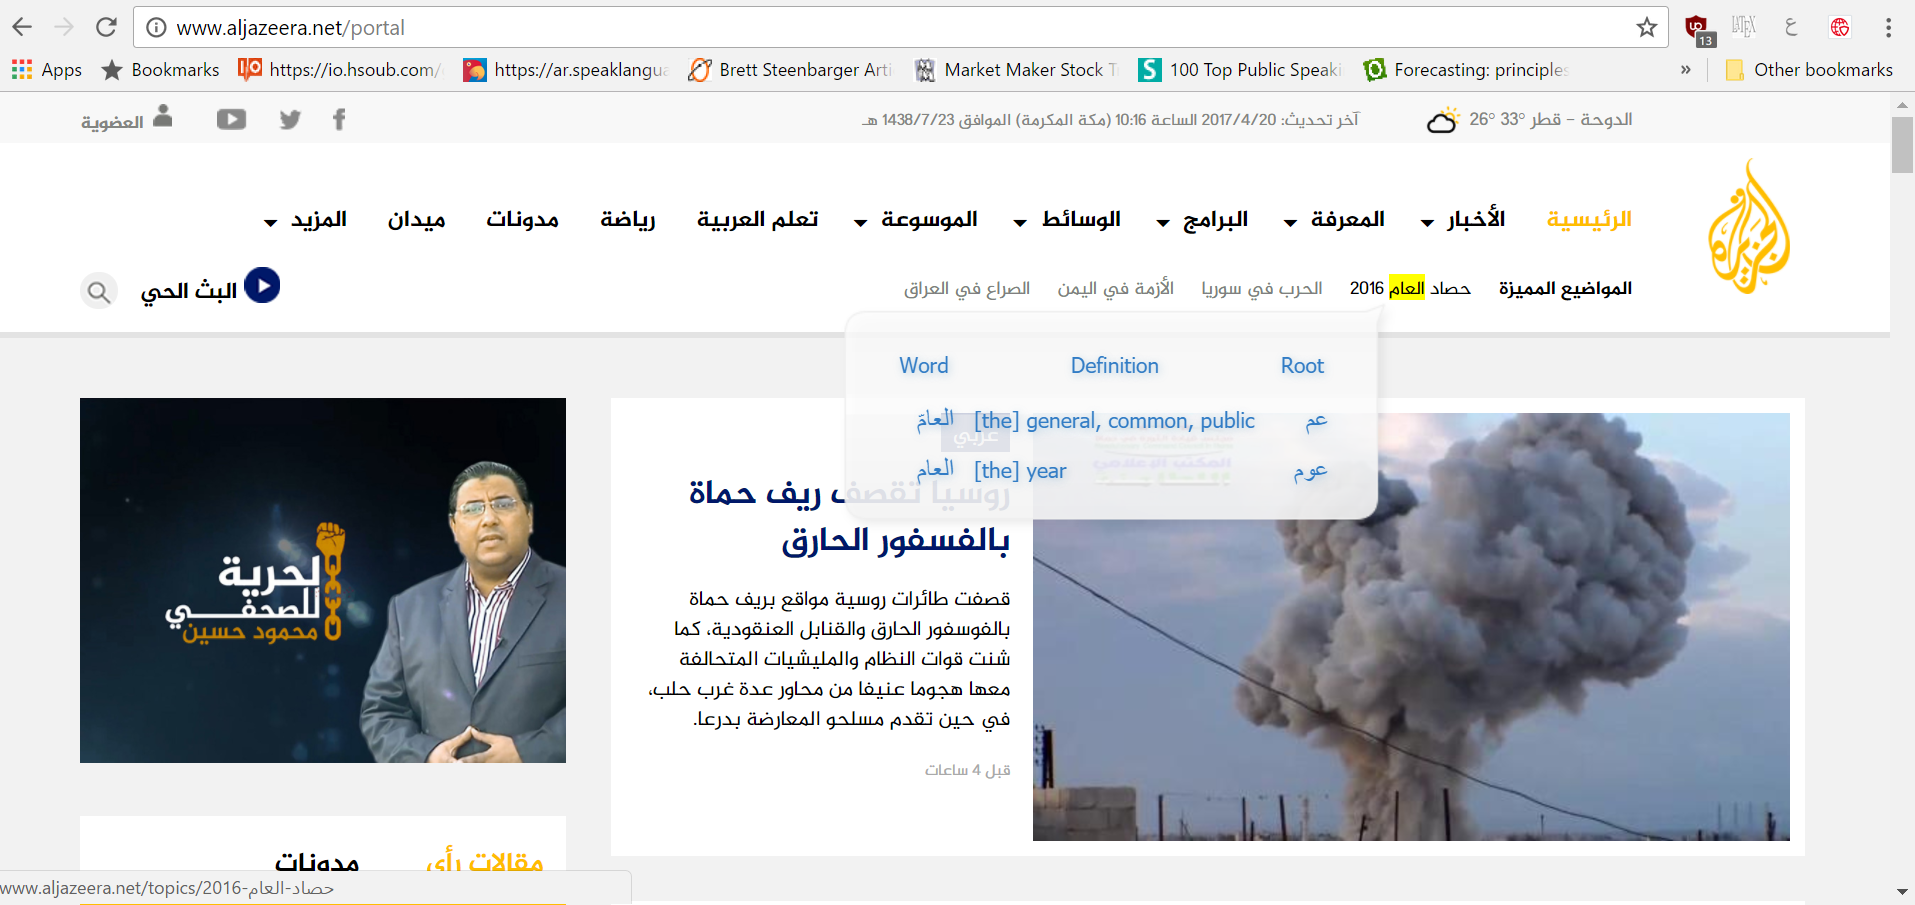 www.aljazeera.net/portal
13
Apps Bookmarks https://io.hsoub.com/ https://ar.speaklangua Brett Steenbarger Arti Market Maker Stock T 100 Top Public Speaki Forecasting: principles » Other bookmarks
الدوحة - قطر 33° 26°
آخر تحديث: 2017/4/20 الساعة 10:16 (مكة المكرمة) الموافق 1438/7/23 هـ
العضوية
الجزيرة
الرئيسية الأخبار المعرفة البرامج الوسائط الموسوعة تعلم العربية رياضة مدونات ميدان المزيد
المواضيع المميزة حصاد العام 2016 الحرب في سوريا الأزمة في اليمن الصراع في العراق
البث الحي
Word Definition Root
العامّ [the] general, common, public عم
العام [the] year عوم
عربي
المكتب الإعلامي
روسيا تقصف ريف حماة
بالفسفور الحارق
قصفت طائرات روسية مواقع بريف حماة
بالفوسفور الحارق والقنابل العنقودية، كما
شنت قوات النظام والمليشيات المتحالفة
معها هجوما عنيفا من محاور عدة غرب حلب،
في حين تقدم مسلحو المعارضة بدرعا.
قبل 4 ساعات
الحرية
للصحفي
محمود حسين
مقالات رأي مدونات
www.aljazeera.net/topics/2016-حصاد-العام